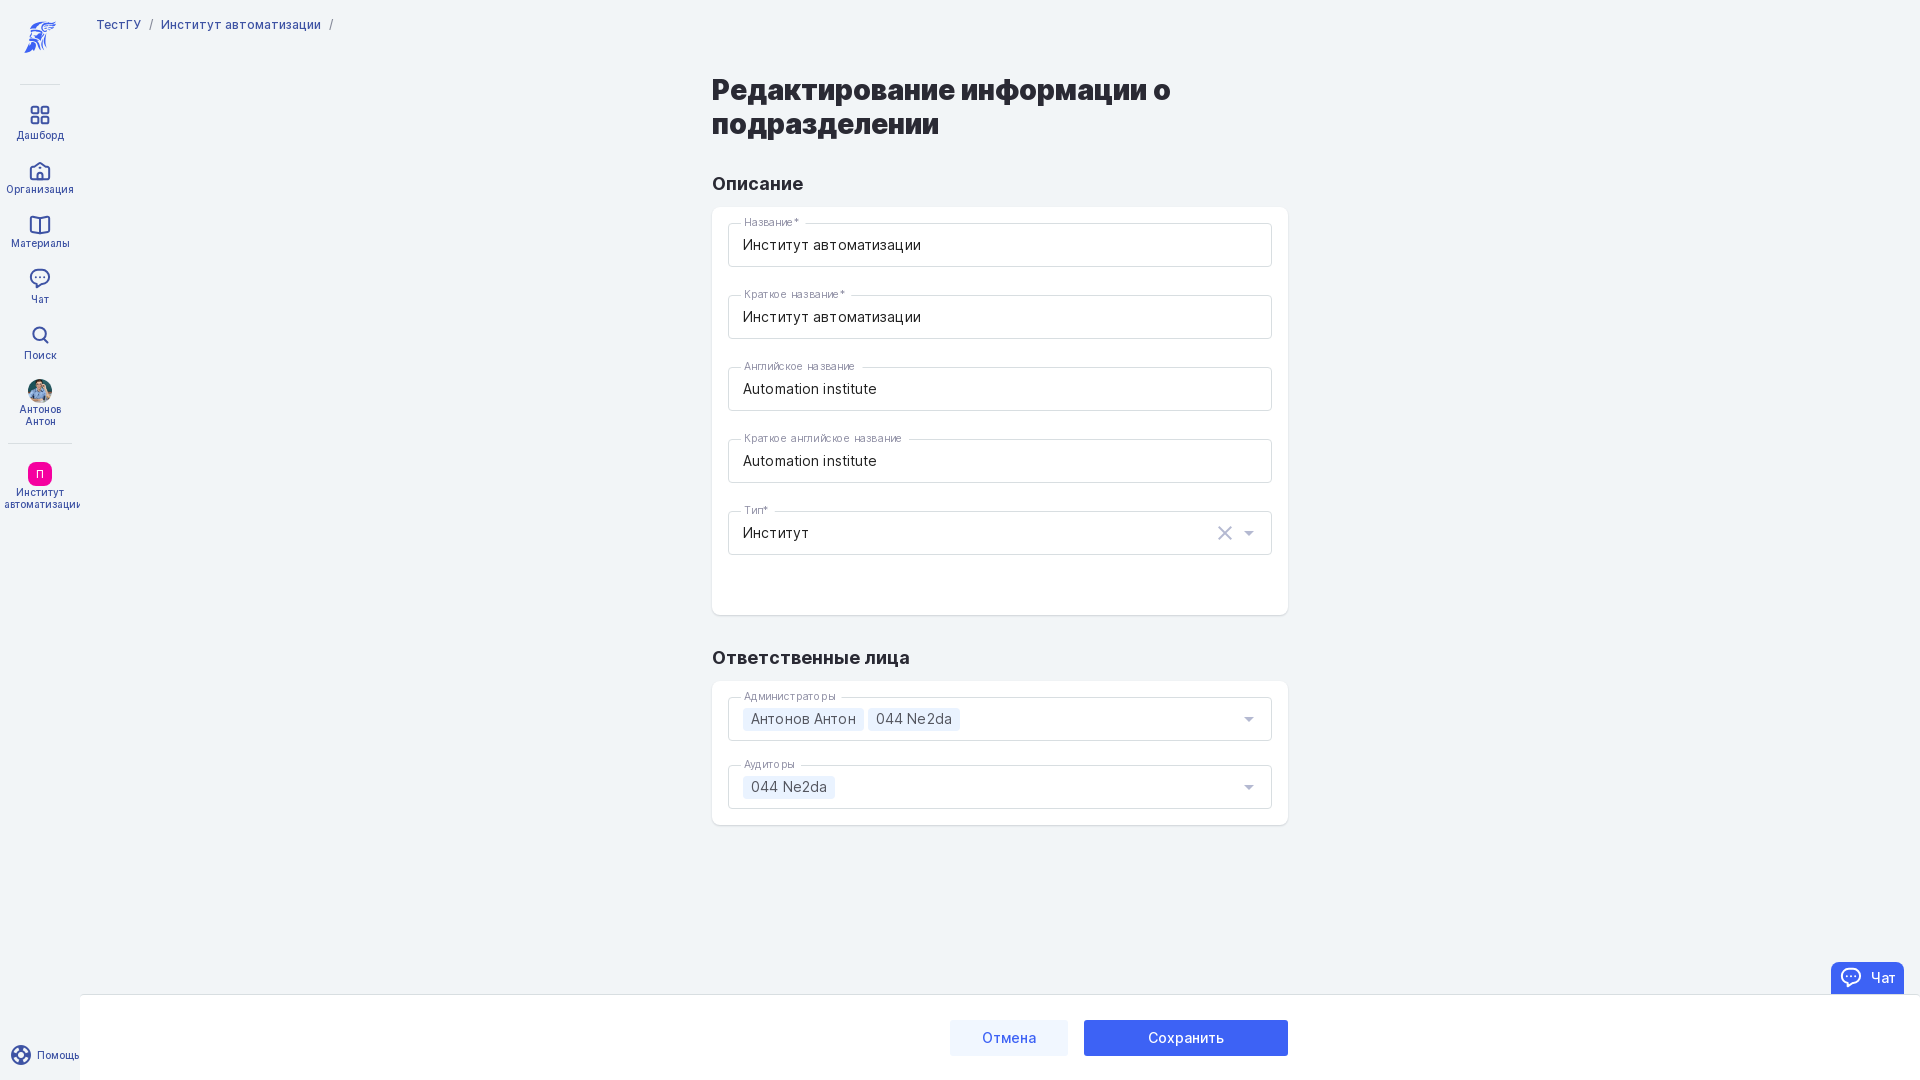 ТестГУ / Институт автоматизации /
Дашборд
Организация
Материалы
Чат
Поиск
Антонов
Антон
П
Институт
автоматизации
Помощь
Редактирование информации о
подразделении
Описание
Название*
Институт автоматизации
Краткое название*
Институт автоматизации
Английское название
Automation institute
Краткое английское название
Automation institute
Тип*
Институт
Ответственные лица
Администраторы
Антонов Антон 044 Ne2da
Аудиторы
044 Ne2da
Чат
Отмена Сохранить